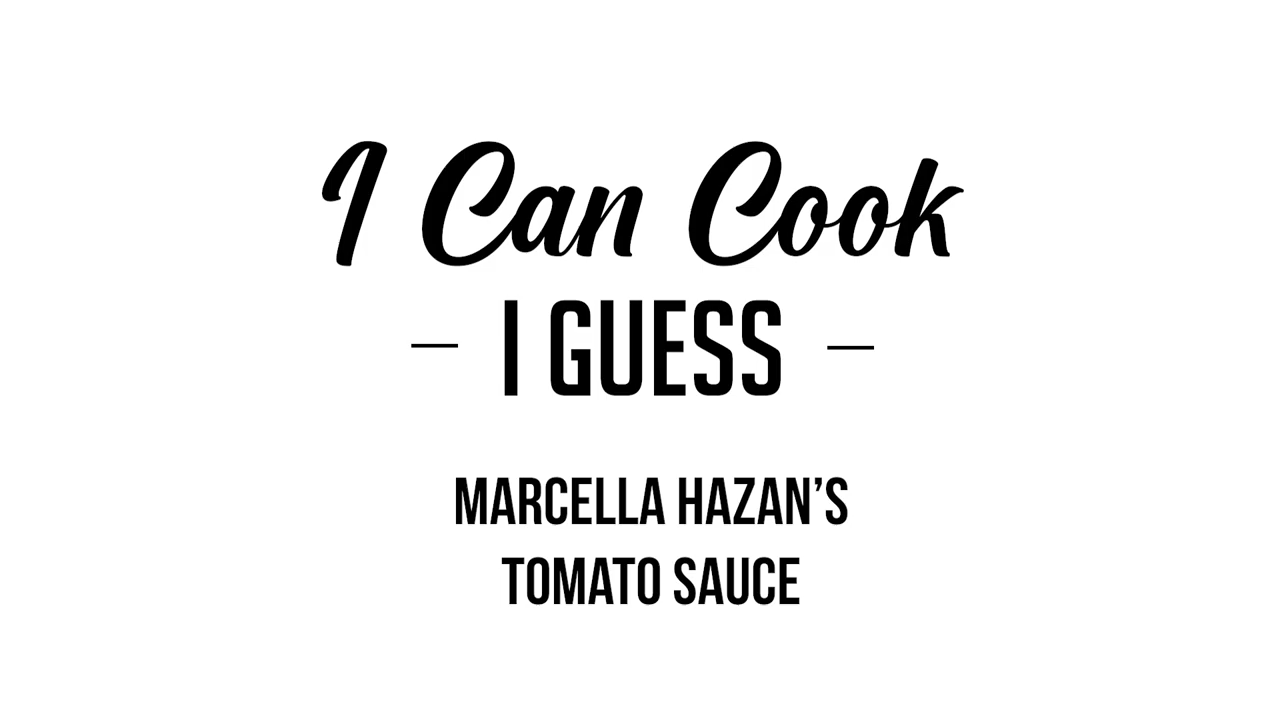 I Can Cook
– I GUESS –
MARCELLA HAZAN’S
TOMATO SAUCE